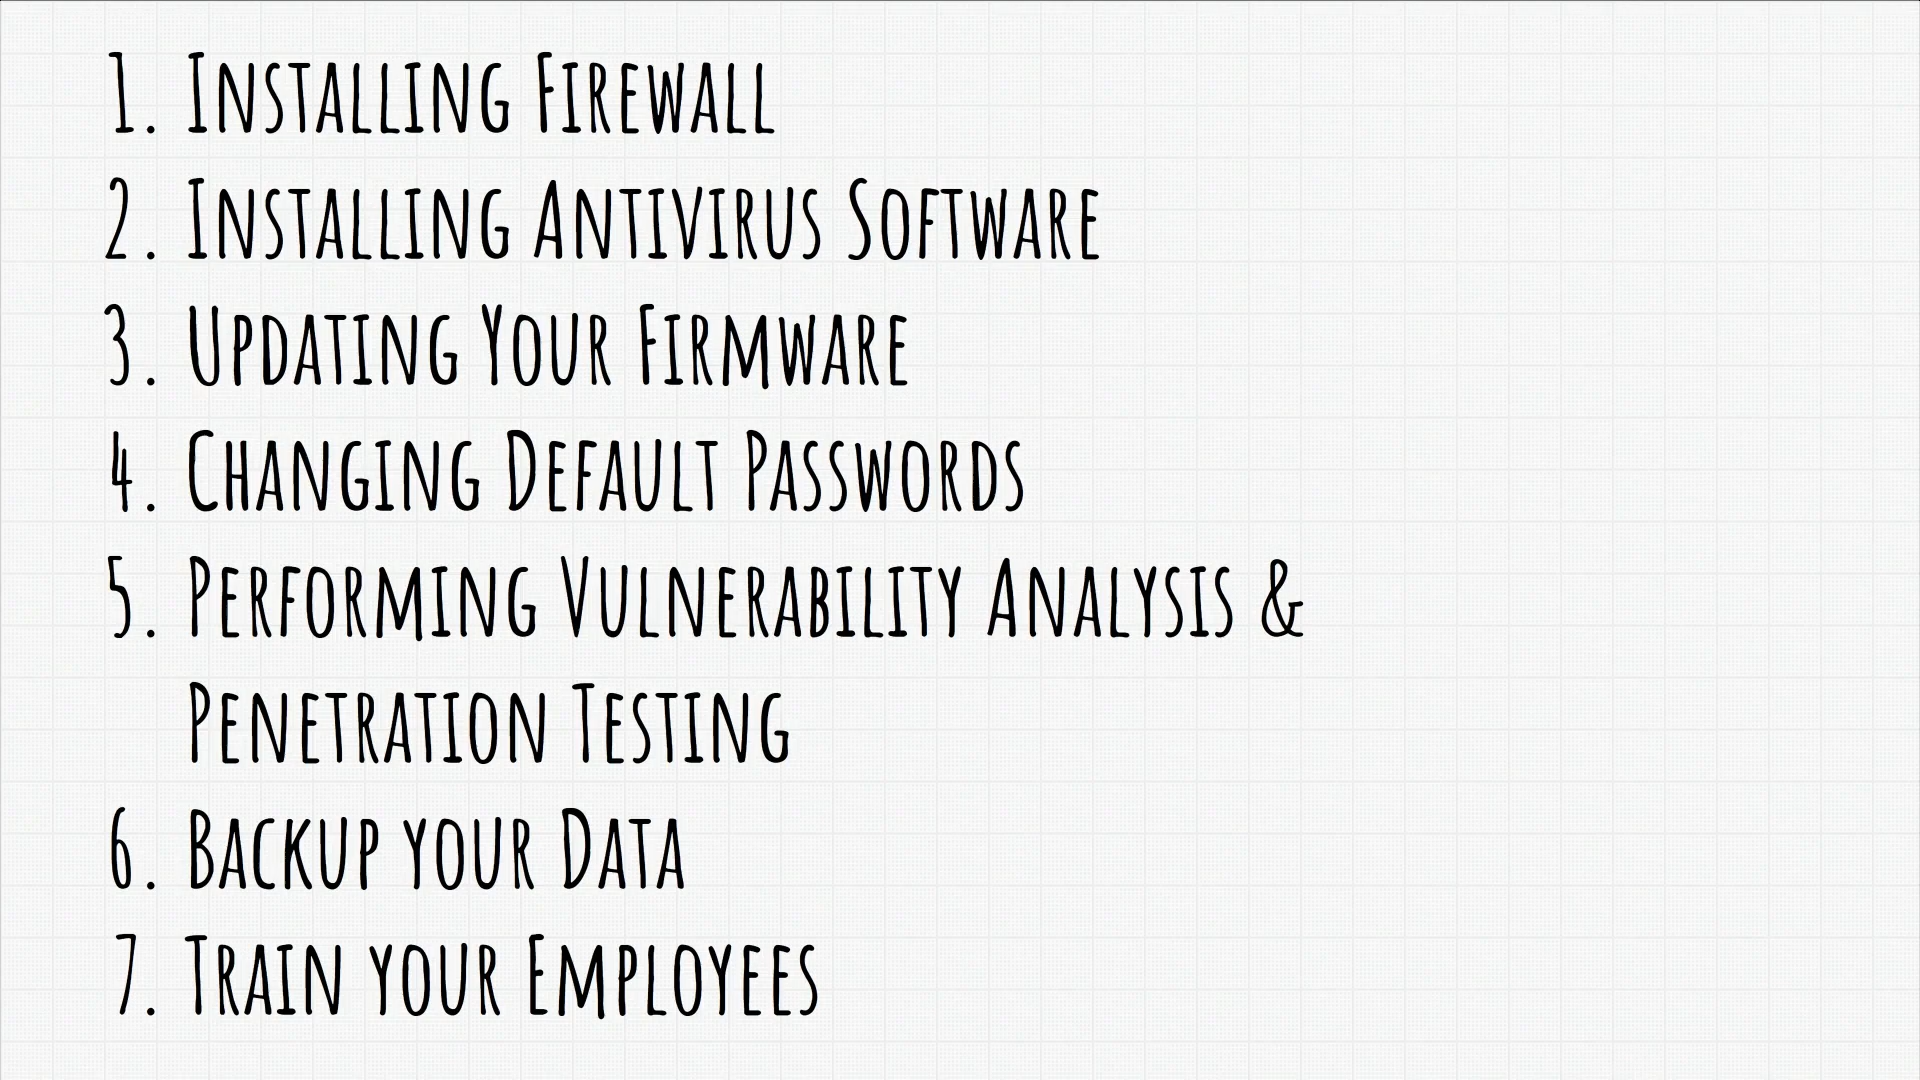 1. Installing Firewall
2. Installing Antivirus Software
3. Updating Your Firmware
4. Changing Default Passwords
5. Performing Vulnerability Analysis &
Penetration Testing
6. Backup your Data
7. Train your Employees